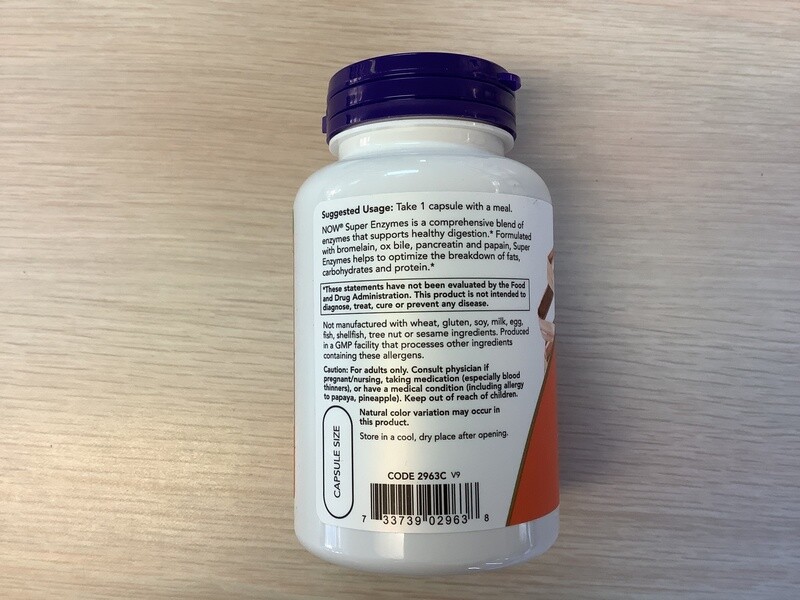 Suggested Usage: Take 1 capsule with a meal.
NOW® Super Enzymes is a comprehensive blend of
enzymes that supports healthy digestion.* Formulated
with bromelain, ox bile, pancreatin and papain, Super
Enzymes helps to optimize the breakdown of fats,
carbohydrates and protein.*
*These statements have not been evaluated by the Food
and Drug Administration. This product is not intended to
diagnose, treat, cure or prevent any disease.
Not manufactured with wheat, gluten, soy, milk, egg,
fish, shellfish, tree nut or sesame ingredients. Produced
in a GMP facility that processes other ingredients
containing these allergens.
Caution: For adults only. Consult physician if
pregnant/nursing, taking medication (especially blood
thinners), or have a medical condition (including allergy
to papaya, pineapple). Keep out of reach of children.
Natural color variation may occur in
this product.
Store in a cool, dry place after opening.
CAPSULE SIZE
CODE 2963C V9
7 33739 02963 8